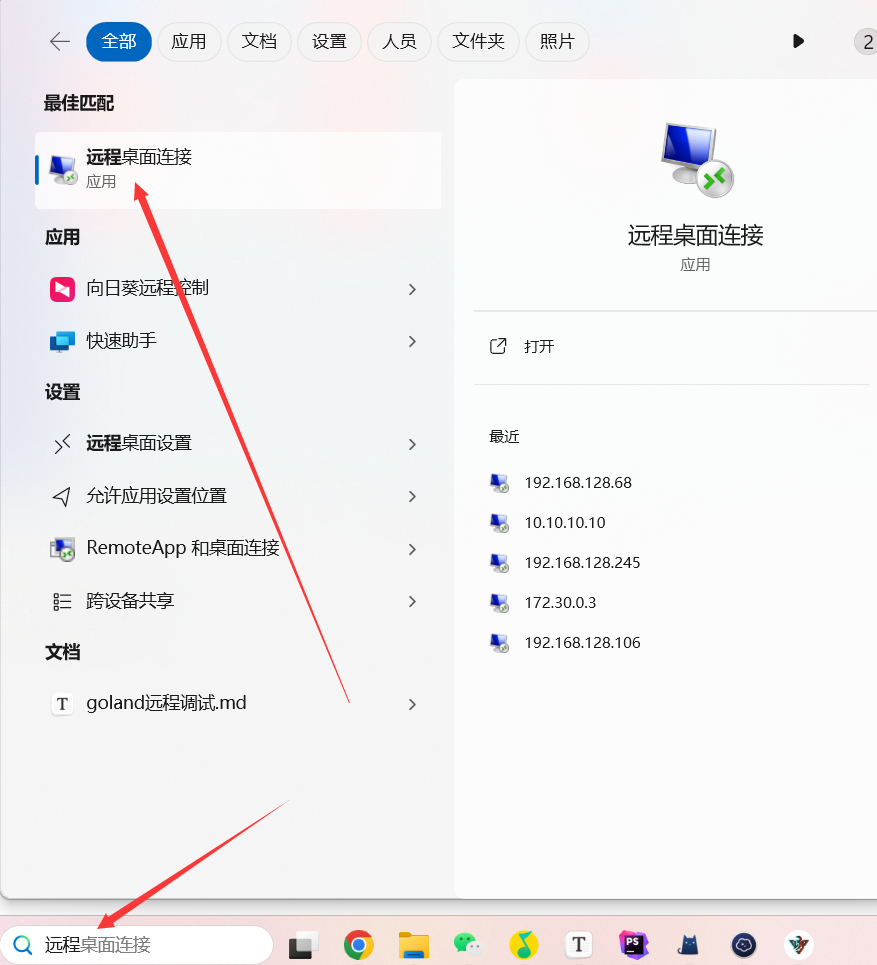 全部
应用
文档
设置
人员
文件夹
照片
2
最佳匹配
远程桌面连接
应用
应用
向日葵远程控制
快速助手
设置
远程桌面设置
允许应用设置位置
RemoteApp 和桌面连接
跨设备共享
文档
T
goland远程调试.md
远程桌面连接
应用
打开
最近
192.168.128.68
10.10.10.10
192.168.128.245
172.30.0.3
192.168.128.106
远程桌面连接
T
PS